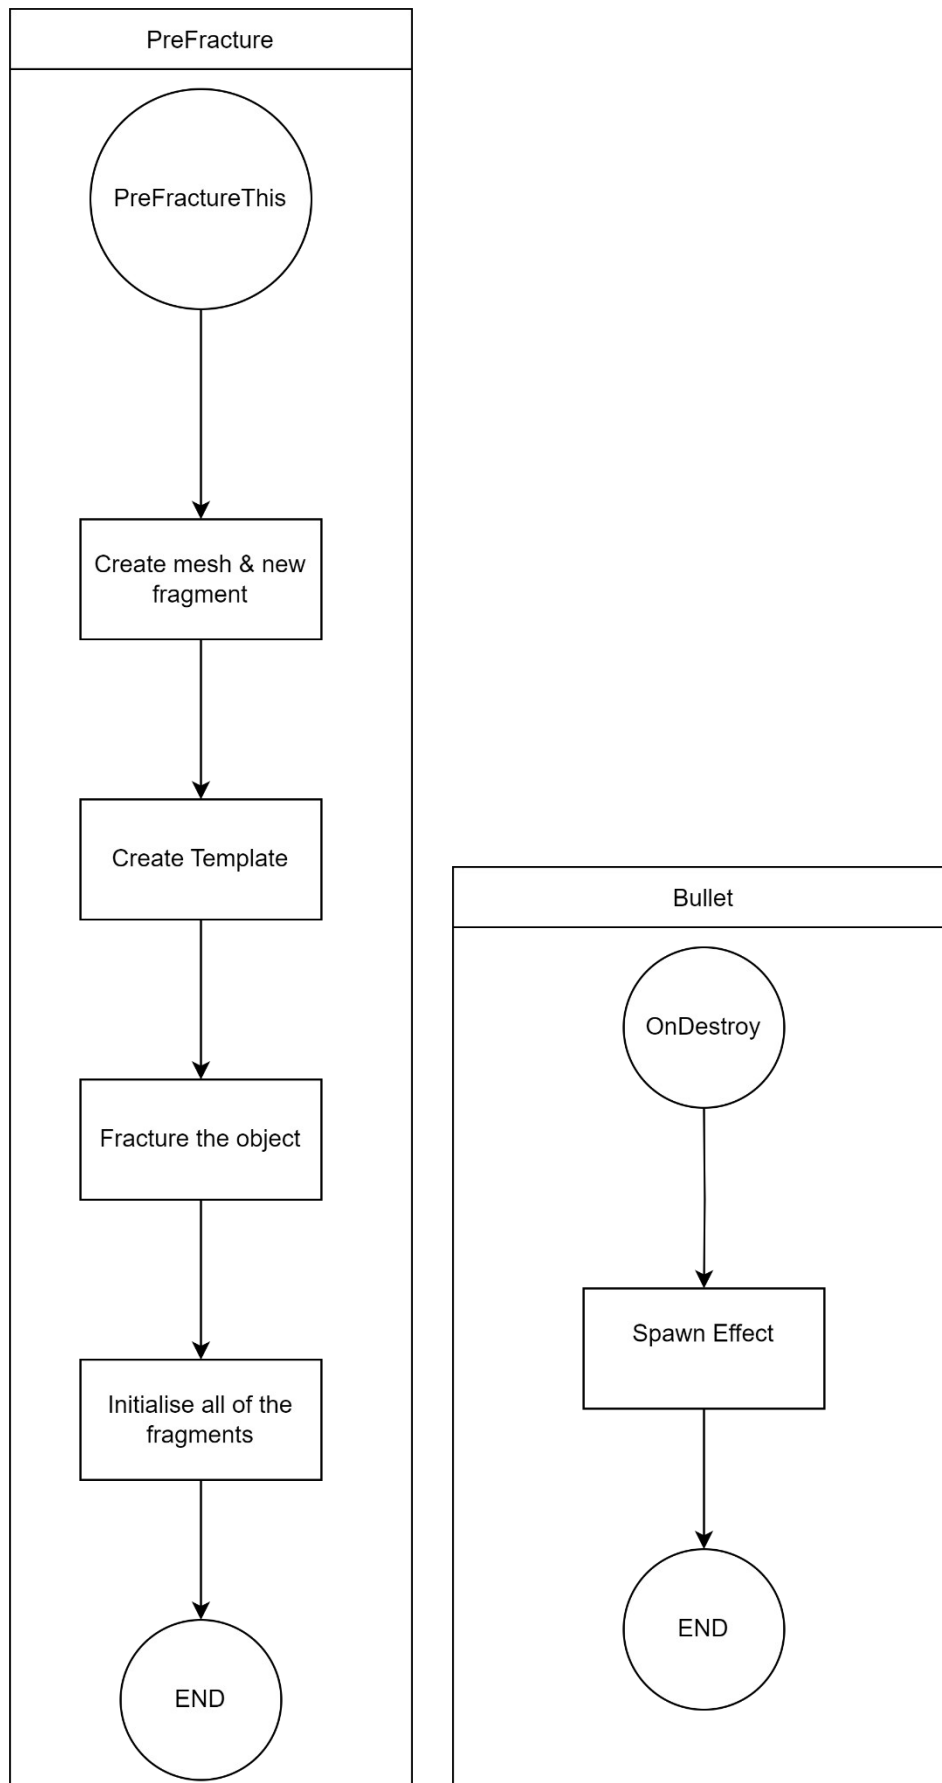 PreFracture
PreFractureThis
Create mesh & new
fragment
Create Template
Fracture the object
Initialise all of the
fragments
END
Bullet
OnDestroy
Spawn Effect
END